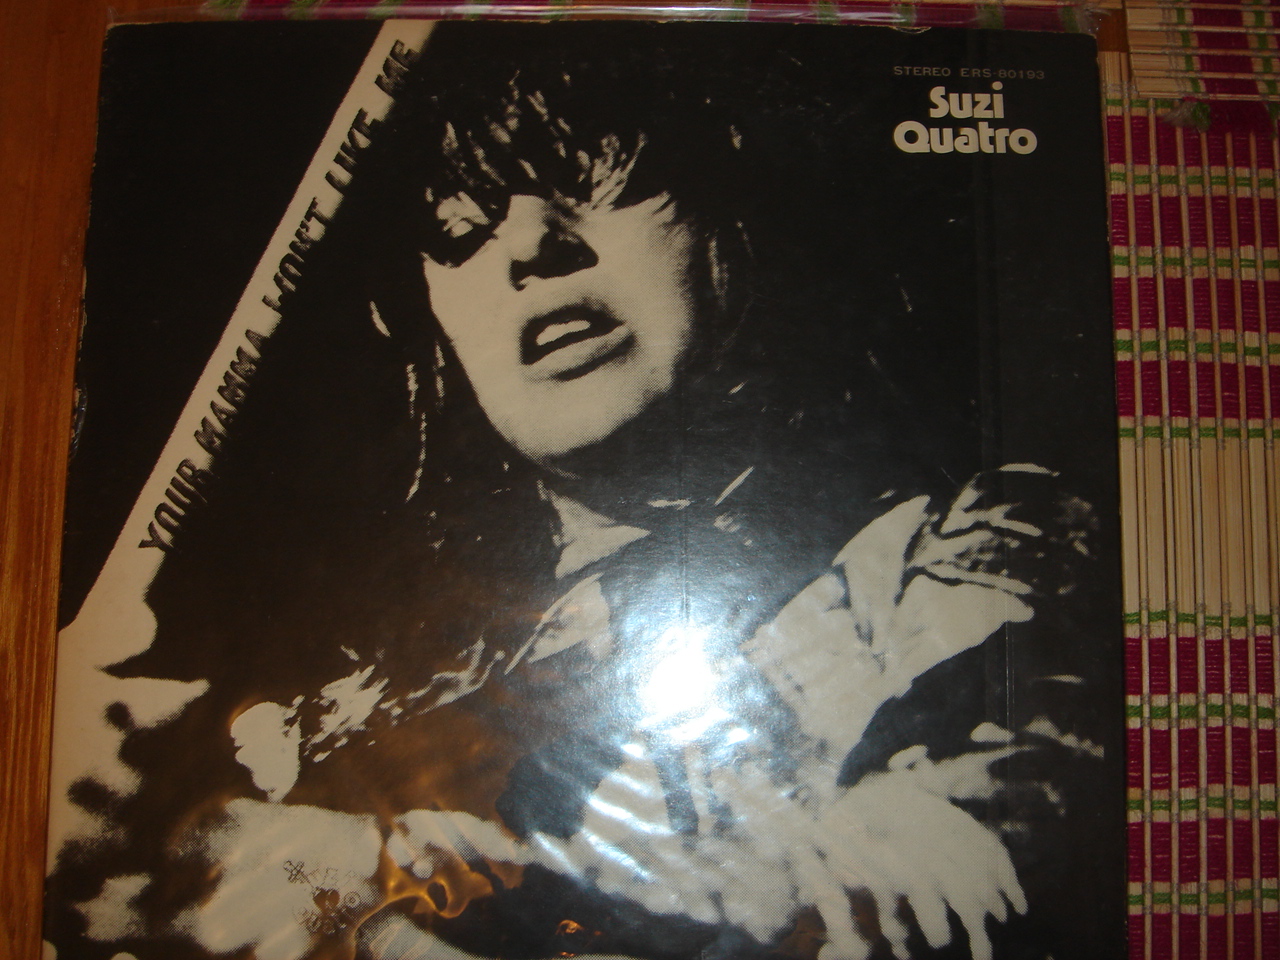 STEREO ERS-80193
Suzi
Quatro
YOUR MAMMA WON'T LIKE ME